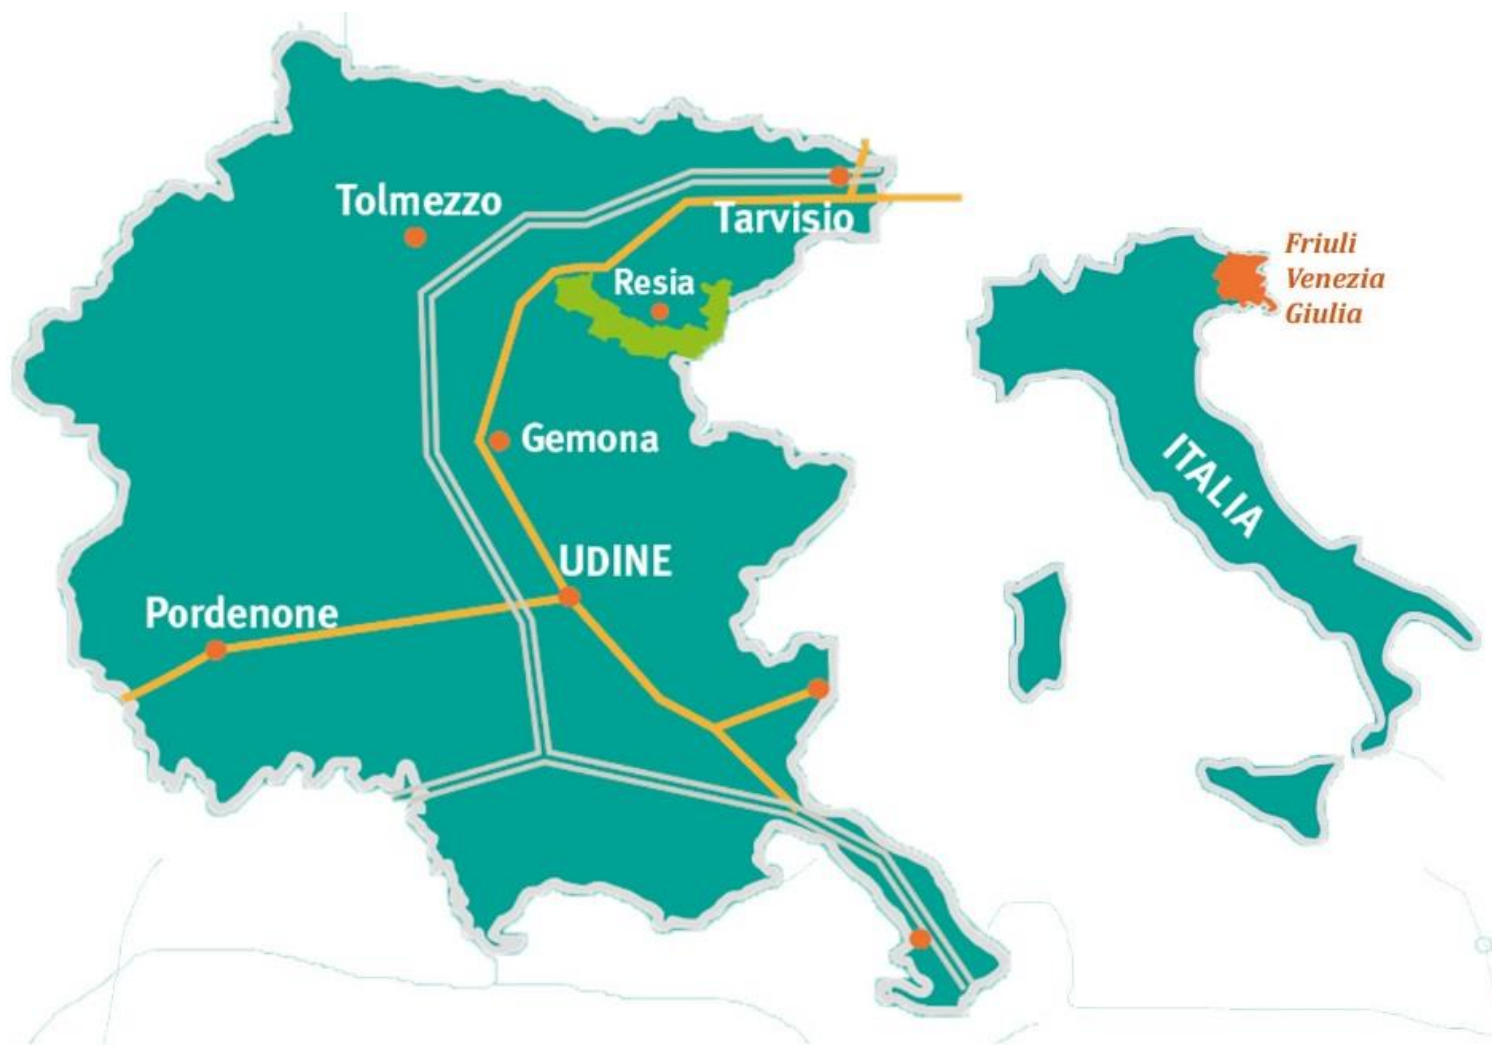 Tolmezzo
Tarvisio
Resia
Gemona
UDINE
Pordenone
Friuli
Venezia
Giulia
ITALIA